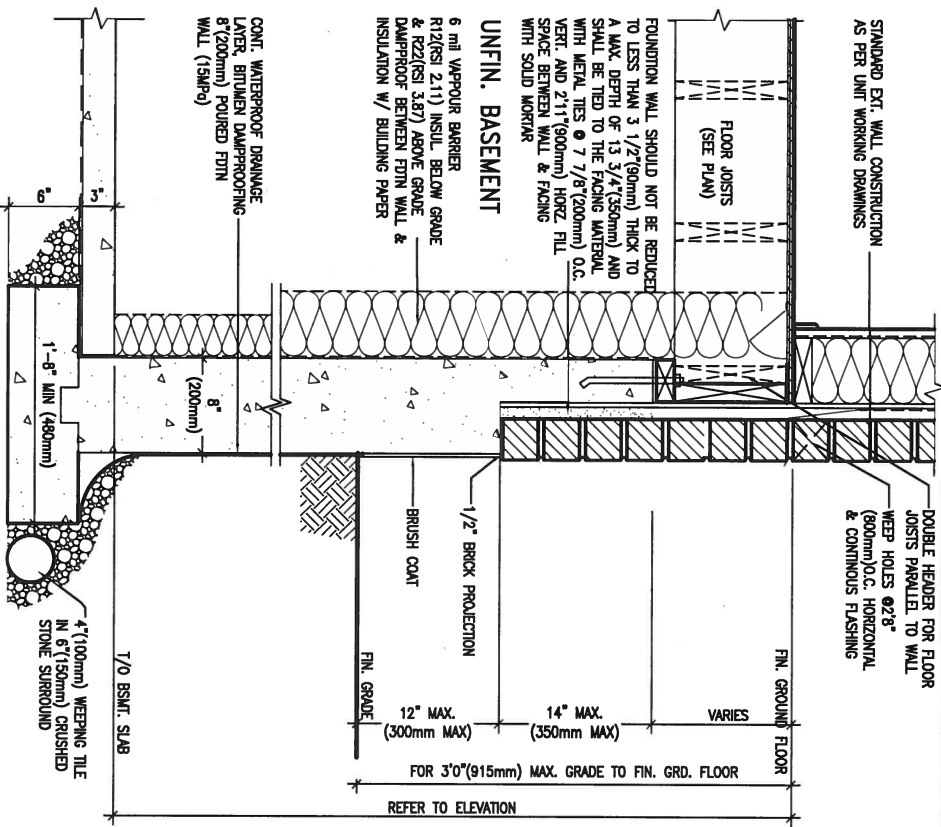 STANDARD EXT. WALL CONSTRUCTION
AS PER UNIT WORKING DRAWINGS
FLOOR JOISTS
(SEE PLAN)
FOUNDTION WALL SHOULD NOT BE REDUCED
TO LESS THAN 3 1/2"(90mm) THICK TO
A MAX. DEPTH OF 13 3/4"(350mm) AND
SHALL BE TIED TO THE FACING MATERIAL
WITH METAL TIES @ 7 7/8"(200mm) O.C.
VERT. AND 2'11"(900mm) HORZ. FILL
SPACE BETWEEN WALL & FACING
WITH SOLID MORTAR
UNFIN. BASEMENT
6 mil VAPPOUR BARRIER
R12(RSI 2.11) INSUL BELOW GRADE
& R22(RSI 3.87) ABOVE GRADE
DAMPPROOF BETWEEN FDTN WALL &
INSULATION W/ BUILDING PAPER
CONT. WATERPROOF DRAINAGE
LAYER, BITUMEN DAMPPROOFING
8"(200mm) POURED FDTN
WALL (15MPa)
6"
3"
1'-8" MIN (480mm)
8"
(200mm)
DOUBLE HEADER FOR FLOOR
JOISTS PARALLEL TO WALL
WEEP HOLES @2'8"
(800mm)O.C. HORIZONTAL
& CONTINOUS FLASHING
1/2" BRICK PROJECTION
BRUSH COAT
FIN. GROUND FLOOR
FIN. GRADE
T/O BSMT. SLAB
4"(100mm) WEEPING TILE
IN 6"(150mm) CRUSHED
STONE SURROUND
12" MAX.
(300mm MAX)
14" MAX.
(350mm MAX)
VARIES
FOR 3'0"(915mm) MAX. GRADE TO FIN. GRD. FLOOR
REFER TO ELEVATION